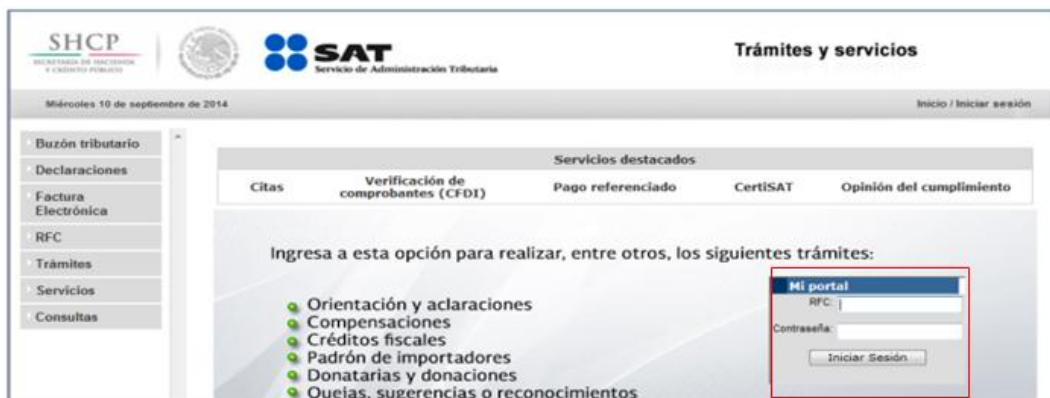 SHCP
SECRETARÍA DE HACIENDA
Y CRÉDITO PÚBLICO
SAT
Servicio de Administración Tributaria
Trámites y servicios
Miércoles 10 de septiembre de 2014
Inicio / Iniciar sesión
Buzón tributario
Declaraciones
Factura
Electrónica
RFC
Trámites
Servicios
Consultas
Servicios destacados
Citas
Verificación de
comprobantes (CFDI)
Pago referenciado
CertiSAT
Opinión del cumplimiento
Ingresa a esta opción para realizar, entre otros, los siguientes trámites:
Orientación y aclaraciones
Compensaciones
Créditos fiscales
Padrón de importadores
Donatarias y donaciones
Quejas, sugerencias o reconocimientos
Mi portal
RFC:
Contraseña:
Iniciar Sesión